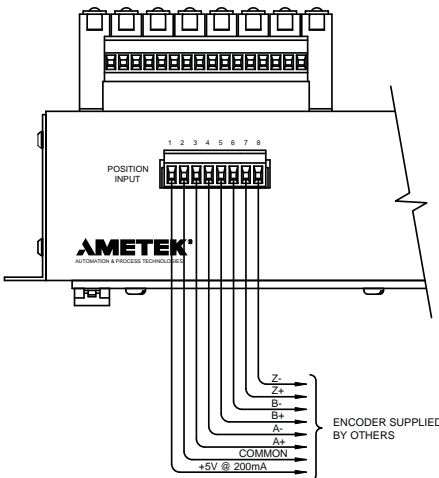 1 2 3 4 5 6 7 8
POSITION
INPUT
AMETEK®
AUTOMATION & PROCESS TECHNOLOGIES
Z-
Z+
B-
B+
A-
A+
COMMON
+5V @ 200mA
ENCODER SUPPLIED
BY OTHERS